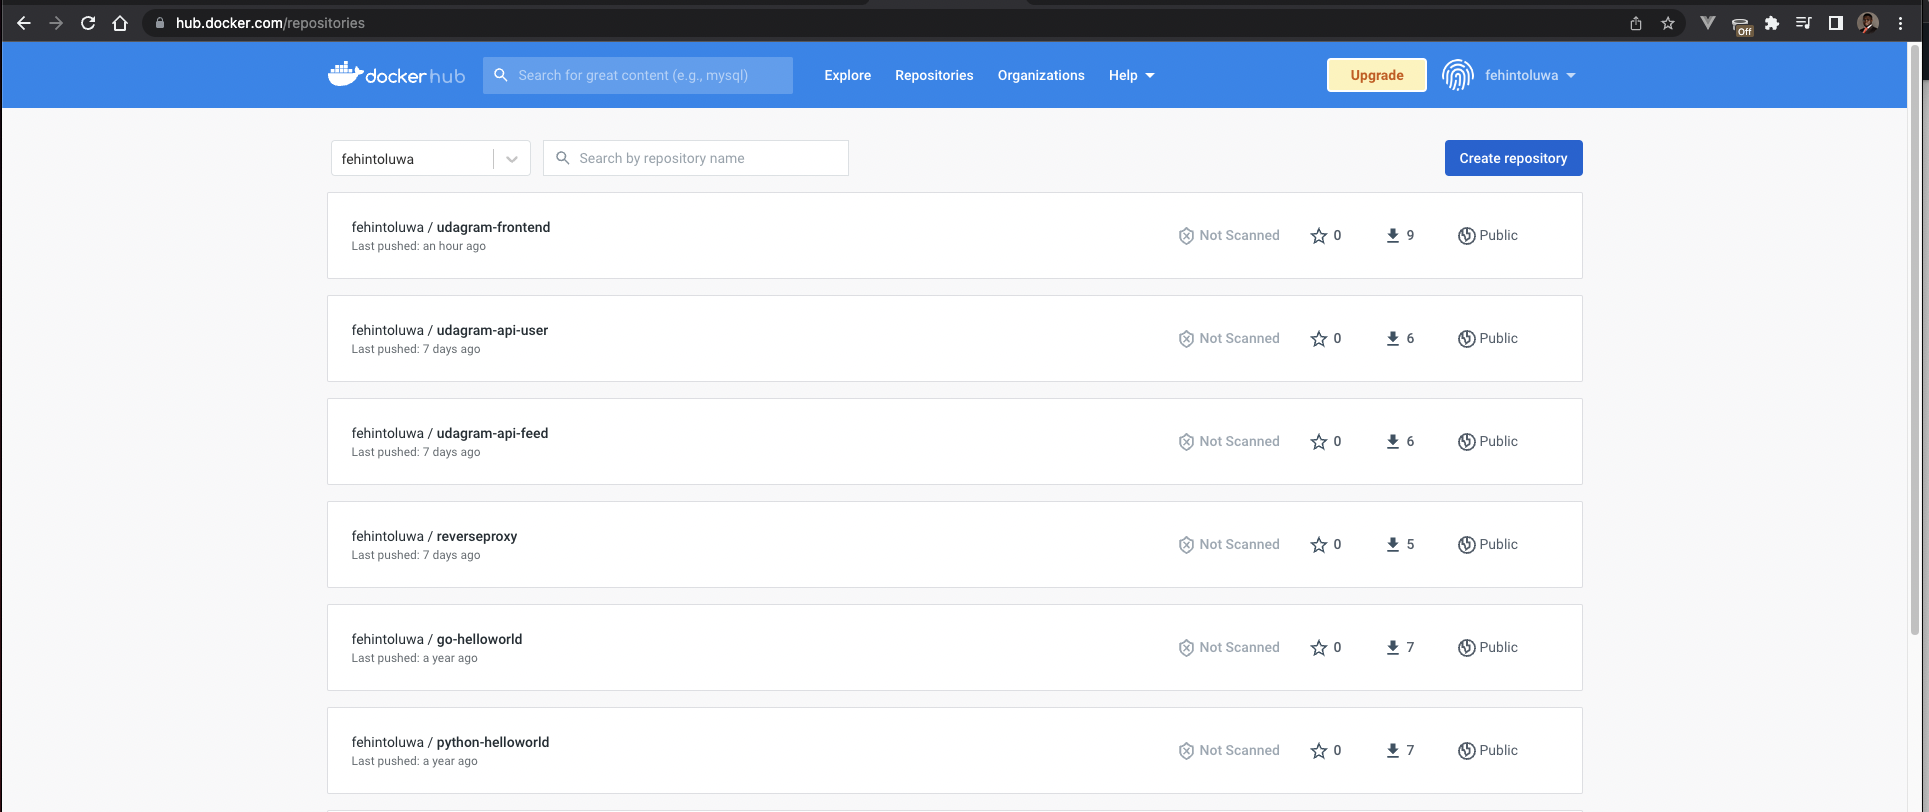 hub.docker.com/repositories
Off
docker hub
Search for great content (e.g., mysql)
Explore
Repositories
Organizations
Help
Upgrade
fehintoluwa
fehintoluwa
Search by repository name
Create repository
fehintoluwa / udagram-frontend
Last pushed: an hour ago
Not Scanned
0
9
Public
fehintoluwa / udagram-api-user
Last pushed: 7 days ago
Not Scanned
0
6
Public
fehintoluwa / udagram-api-feed
Last pushed: 7 days ago
Not Scanned
0
6
Public
fehintoluwa / reverseproxy
Last pushed: 7 days ago
Not Scanned
0
5
Public
fehintoluwa / go-helloworld
Last pushed: a year ago
Not Scanned
0
7
Public
fehintoluwa / python-helloworld
Last pushed: a year ago
Not Scanned
0
7
Public